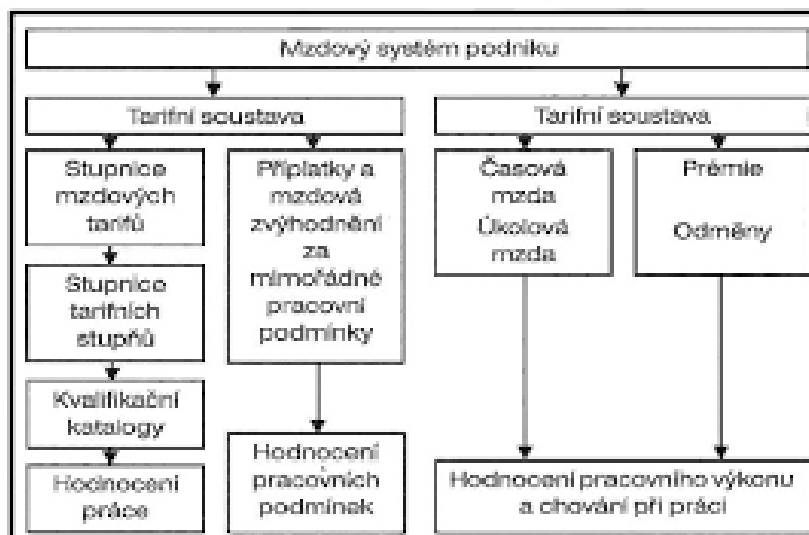 Mzdový systém podniku
Tarifní soustava
Tarifní soustava
Stupnice
mzdových
tarifů
Příplatky a
mzdová
zvýhodnění
za
mimořádné
pracovní
podmínky
Časová
mzda
Úkolová
mzda
Prémie
Odměny
Stupnice
tarifních
stupňů
Kvalifikační
katalogy
Hodnocení
práce
Hodnocení
pracovních
podmínek
Hodnocení pracovního výkonu
a chování při práci